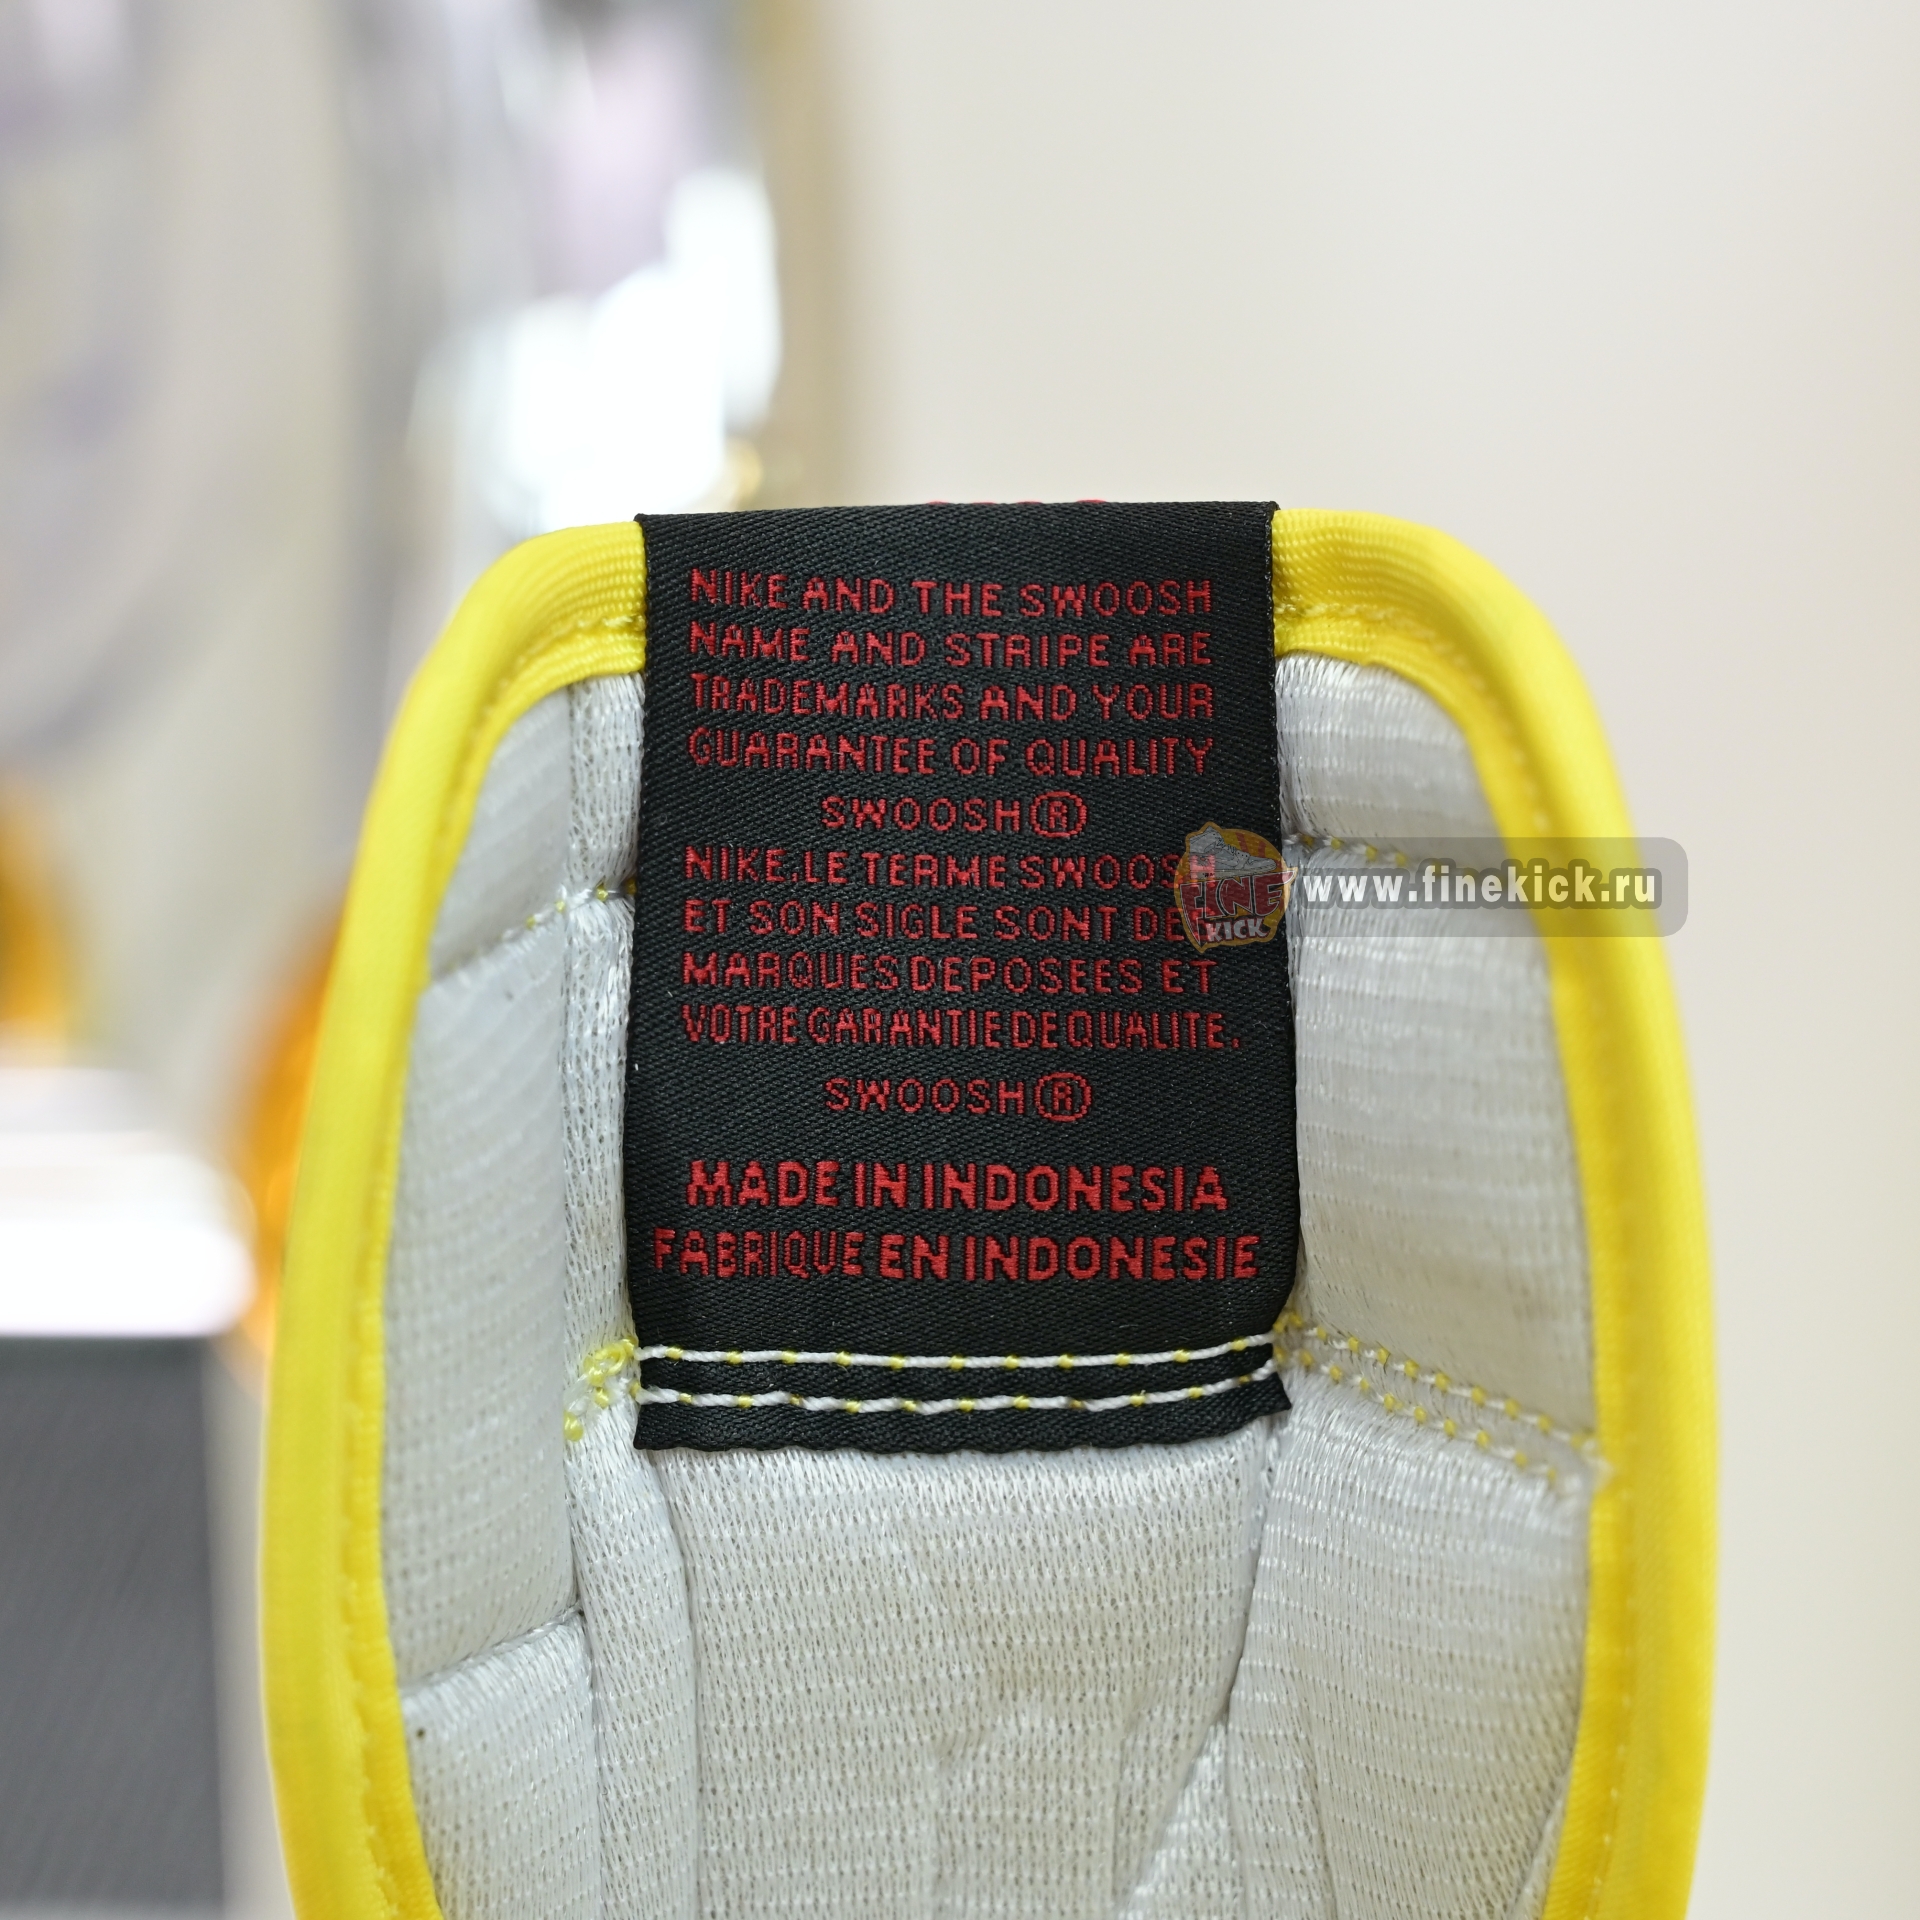 NIKE AND THE SWOOSH
NAME AND STRIPE ARE
TRADEMARKS AND YOUR
GUARANTEE OF QUALITY
SWOOSH®
NIKE.LE TERME SWOOSH
ET SON SIGLE SONT DES
MARQUES DEPOSEES ET
VOTRE GARANTIE DE QUALITE.
SWOOSH®
MADE IN INDONESIA
FABRIQUE EN INDONESIE
FINE
KICK
www.finekick.ru